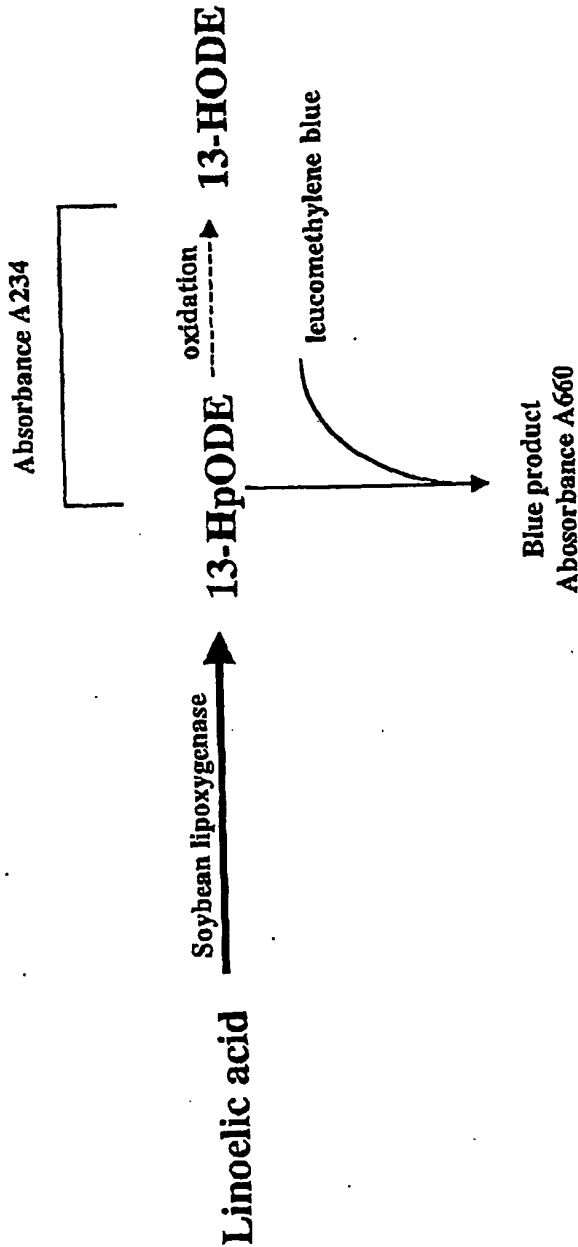 Absorbance A234
Linoelic acid
Soybean lipoxygenase
13-HpODE
oxidation
13-HODE
leucomethylene blue
Blue product
Abosorbance A660